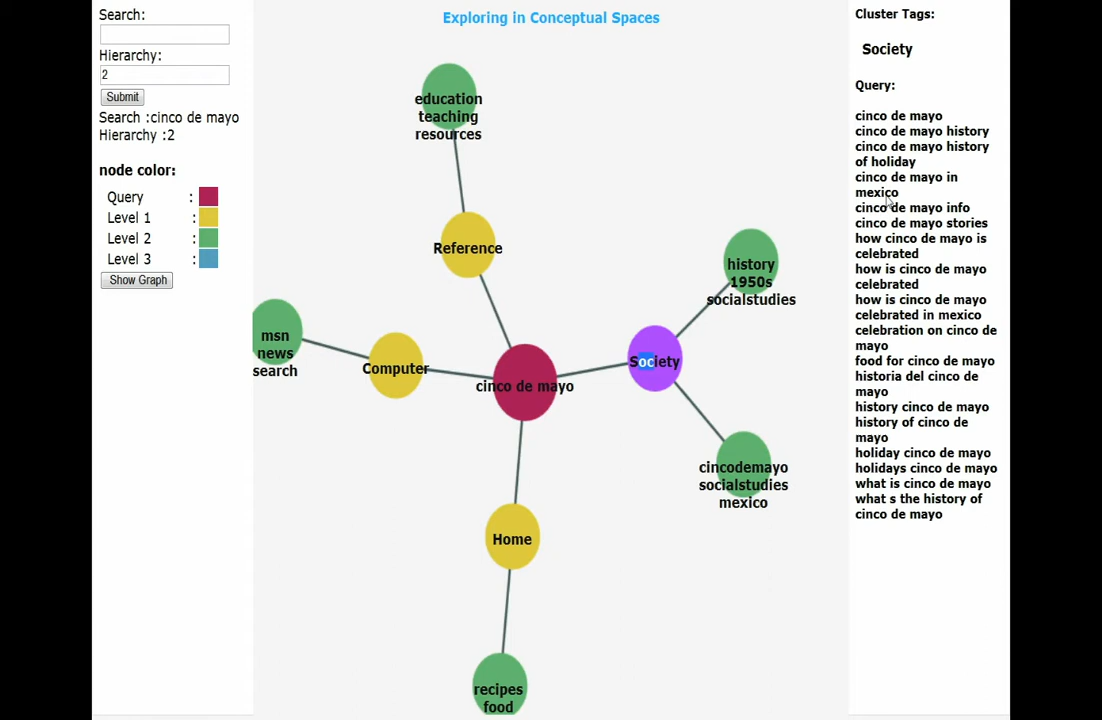 Search:
Hierarchy:
2
Submit
Search :cinco de mayo
Hierarchy :2
node color:
Query :
Level 1 :
Level 2 :
Level 3 :
Show Graph
Exploring in Conceptual Spaces
education
teaching
resources
Reference
history
1950s
socialstudies
msn
news
search
Computer
cinco de mayo
Society
cincodemayo
socialstudies
mexico
Home
recipes
food
Cluster Tags:
Society
Query:
cinco de mayo
cinco de mayo history
cinco de mayo history
of holiday
cinco de mayo in
mexico
cinco de mayo info
cinco de mayo stories
how cinco de mayo is
celebrated
how is cinco de mayo
celebrated
how is cinco de mayo
celebrated in mexico
celebration on cinco de
mayo
food for cinco de mayo
historia del cinco de
mayo
history cinco de mayo
history of cinco de
mayo
holiday cinco de mayo
holidays cinco de mayo
what is cinco de mayo
what s the history of
cinco de mayo